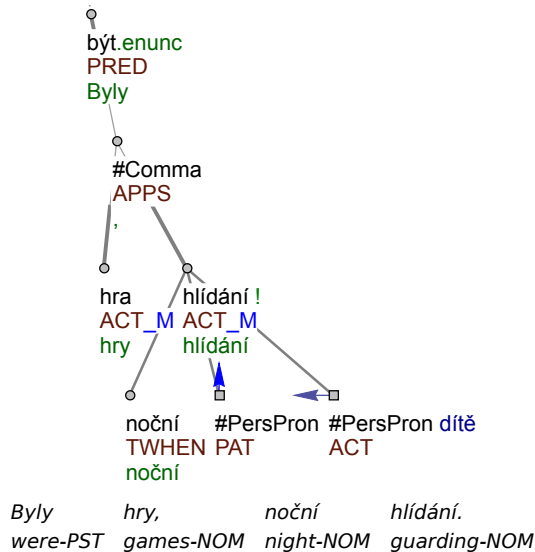 být.enunc
PRED
Byly
#Comma
APPS
,
hra hlídání !
ACT_M ACT_M
hry hlídání
noční #PersPron #PersPron dítě
TWHEN PAT ACT
noční
Byly hry, noční hlídání.
were-PST games-NOM night-NOM guarding-NOM